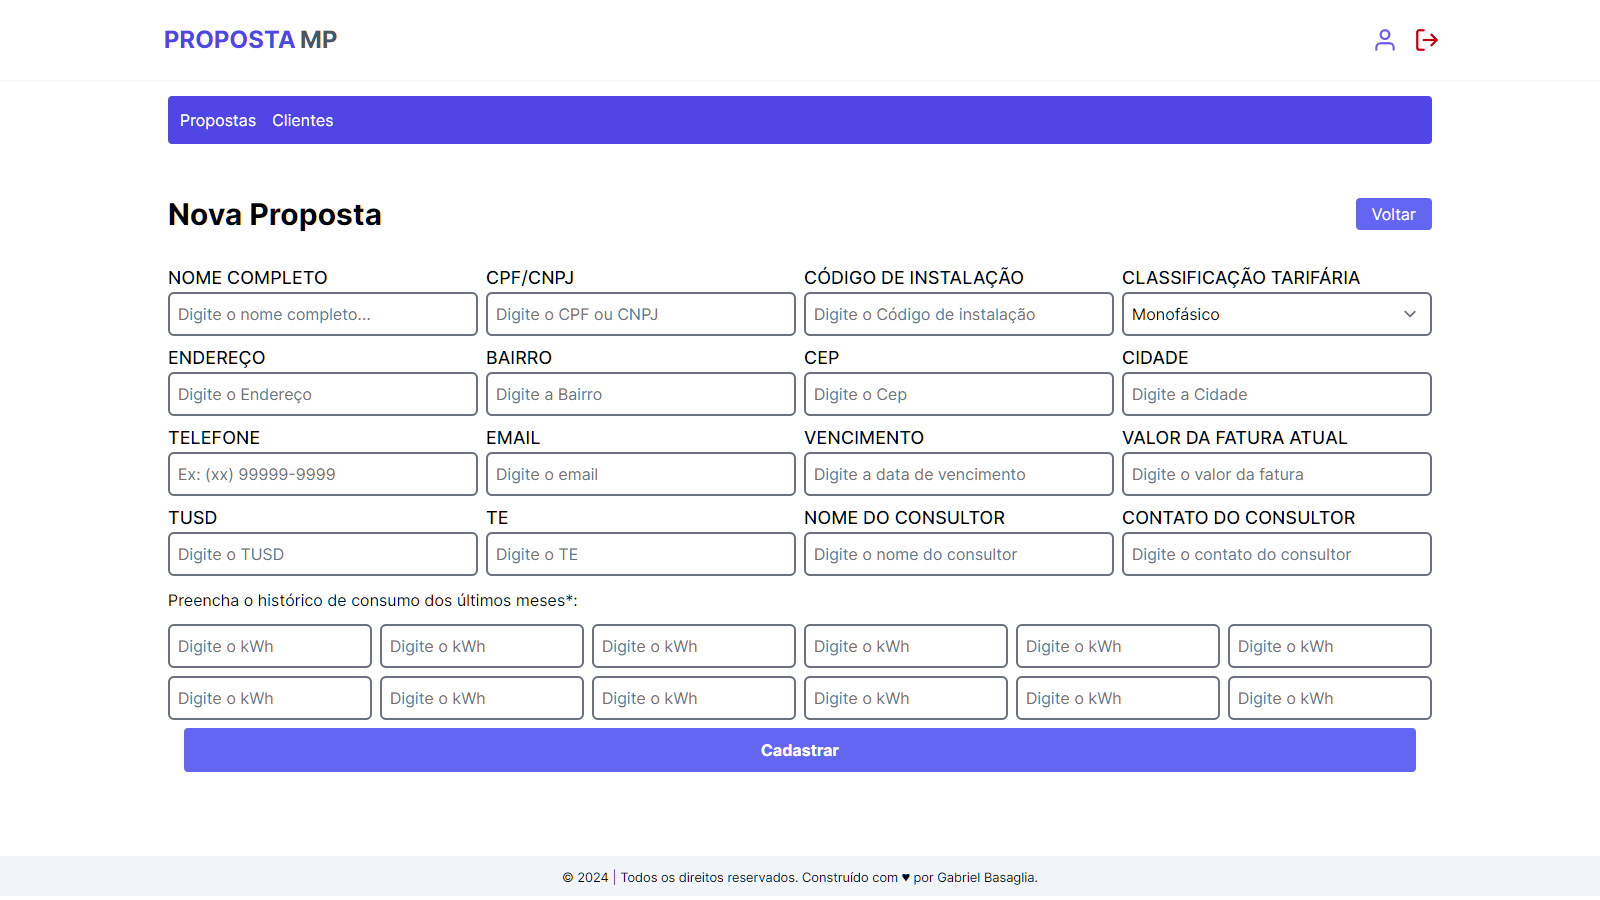 PROPOSTA MP
Propostas Clientes
Nova Proposta
Voltar
NOME COMPLETO CPF/CNPJ CÓDIGO DE INSTALAÇÃO CLASSIFICAÇÃO TARIFÁRIA
Digite o nome completo... Digite o CPF ou CNPJ Digite o Código de instalação Monofásico
ENDEREÇO BAIRRO CEP CIDADE
Digite o Endereço Digite a Bairro Digite o Cep Digite a Cidade
TELEFONE EMAIL VENCIMENTO VALOR DA FATURA ATUAL
Ex: (xx) 99999-9999 Digite o email Digite a data de vencimento Digite o valor da fatura
TUSD TE NOME DO CONSULTOR CONTATO DO CONSULTOR
Digite o TUSD Digite o TE Digite o nome do consultor Digite o contato do consultor
Preencha o histórico de consumo dos últimos meses*:
Digite o kWh Digite o kWh Digite o kWh Digite o kWh Digite o kWh Digite o kWh
Digite o kWh Digite o kWh Digite o kWh Digite o kWh Digite o kWh Digite o kWh
Cadastrar
© 2024 | Todos os direitos reservados. Construído com ♥ por Gabriel Basaglia.